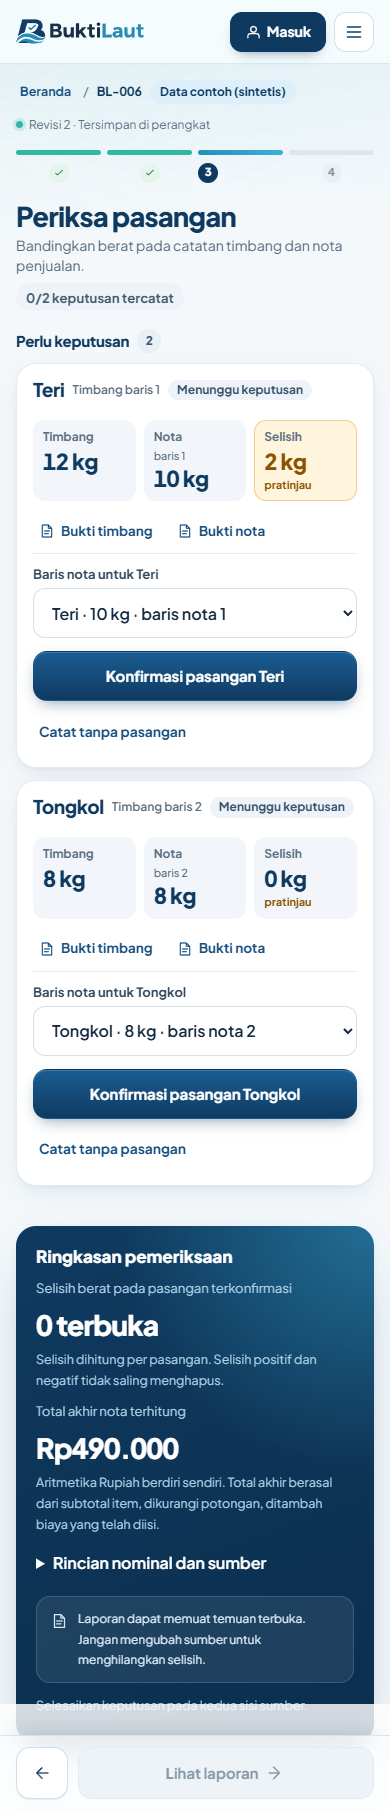 BuktiLaut
Masuk
Beranda / BL-006 Data contoh (sintetis)
Revisi 2 · Tersimpan di perangkat
3 4
Periksa pasangan
Bandingkan berat pada catatan timbang dan nota
penjualan.
0/2 keputusan tercatat
Perlu keputusan 2
Teri Timbang baris 1 Menunggu keputusan
Timbang
12 kg
Nota
baris 1
10 kg
Selisih
2 kg
pratinjau
Bukti timbang Bukti nota
Baris nota untuk Teri
Teri · 10 kg · baris nota 1
Konfirmasi pasangan Teri
Catat tanpa pasangan
Tongkol Timbang baris 2 Menunggu keputusan
Timbang
8 kg
Nota
baris 2
8 kg
Selisih
0 kg
pratinjau
Bukti timbang Bukti nota
Baris nota untuk Tongkol
Tongkol · 8 kg · baris nota 2
Konfirmasi pasangan Tongkol
Catat tanpa pasangan
Ringkasan pemeriksaan
Selisih berat pada pasangan terkonfirmasi
0 terbuka
Selisih dihitung per pasangan. Selisih positif dan
negatif tidak saling menghapus.
Total akhir nota terhitung
Rp490.000
Aritmetika Rupiah berdiri sendiri. Total akhir berasal
dari subtotal item, dikurangi potongan, ditambah
biaya yang telah diisi.
Rincian nominal dan sumber
Laporan dapat memuat temuan terbuka.
Jangan mengubah sumber untuk
menghilangkan selisih.
Selesaikan keputusan pada kedua sisi sumber.
Lihat laporan